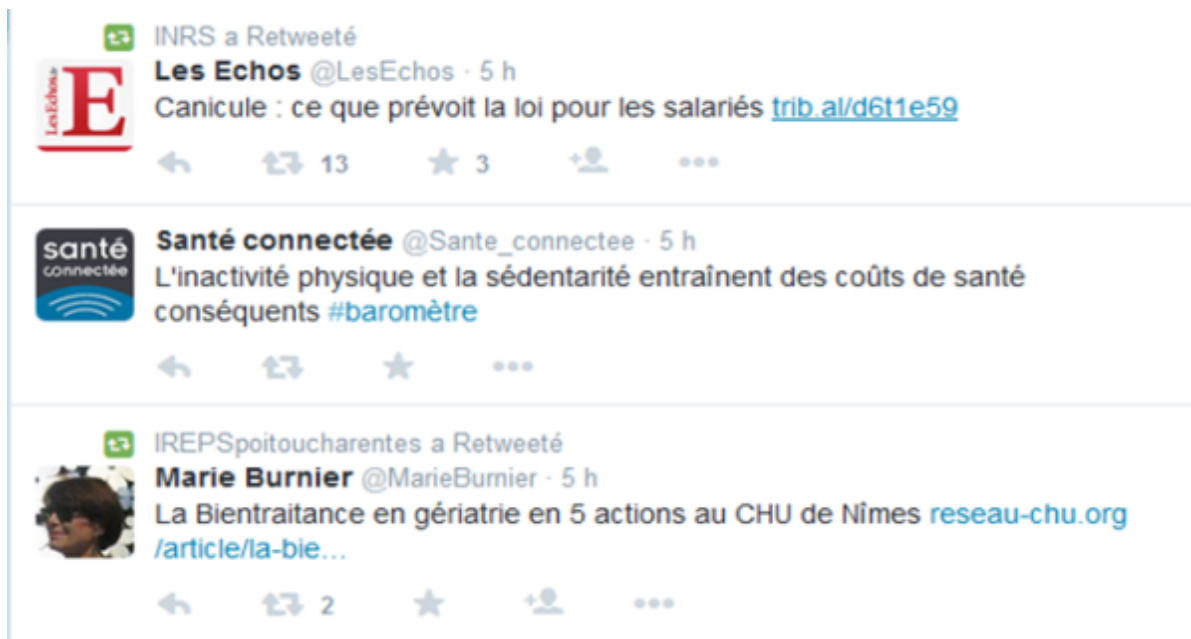 INRS a Retweeté
LesEchos.fr
E
Les Echos @LesEchos · 5 h
Canicule : ce que prévoit la loi pour les salariés trib.al/d6t1e59
13 3
santé
connectée
Santé connectée @Sante_connectee · 5 h
L'inactivité physique et la sédentarité entraînent des coûts de santé
conséquents #baromètre
IREPSpoitoucharentes a Retweeté
Marie Burnier @MarieBurnier · 5 h
La Bientraitance en gériatrie en 5 actions au CHU de Nîmes reseau-chu.org
/article/la-bie…
2